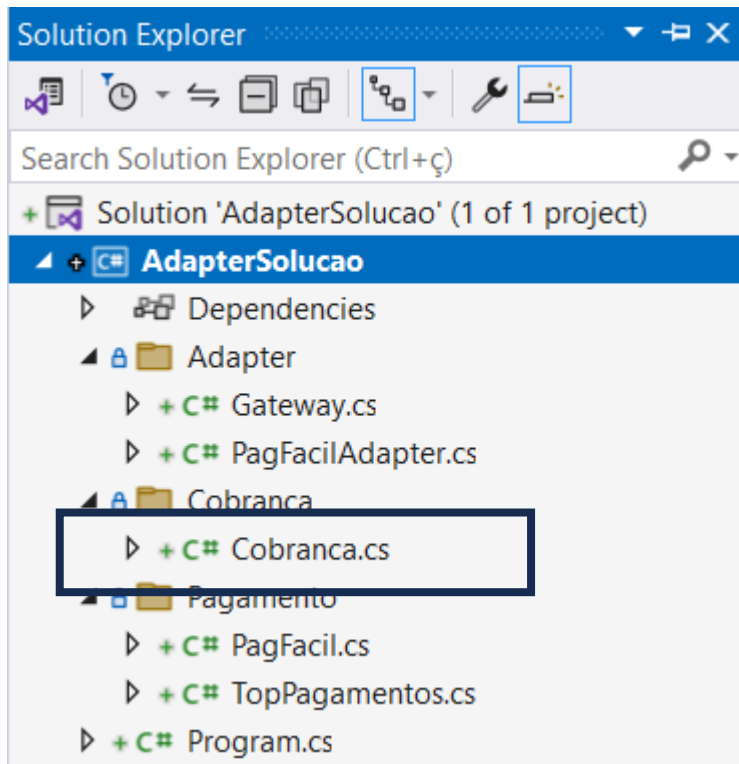 Solution Explorer
Search Solution Explorer (Ctrl+ç)
Solution 'AdapterSolucao' (1 of 1 project)
C# AdapterSolucao
Dependencies
Adapter
C# Gateway.cs
C# PagFacilAdapter.cs
Cobranca
C# Cobranca.cs
Pagamento
C# PagFacil.cs
C# TopPagamentos.cs
C# Program.cs